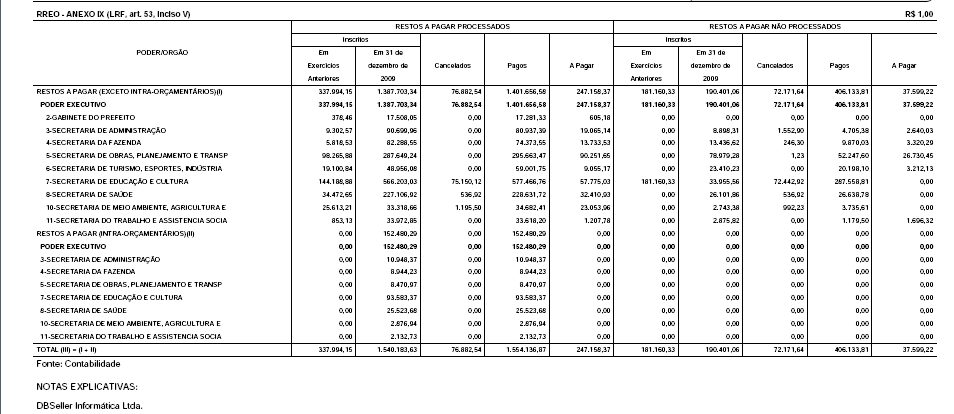 RREO - ANEXO IX (LRF, art. 53, inciso V) R$ 1,00
RESTOS A PAGAR PROCESSADOS RESTOS A PAGAR NÃO PROCESSADOS
Inscritos Inscritos
PODER/ORGÃO Em Exercícios Anteriores Em 31 de dezembro de 2009 Cancelados Pagos A Pagar Em Exercícios Anteriores Em 31 de dezembro de 2009 Cancelados Pagos A Pagar
RESTOS A PAGAR (EXCETO INTRA-ORÇAMENTÁRIOS)(I) 337.994,15 1.387.703,34 76.882,54 1.401.656,58 247.158,37 181.160,33 190.401,06 72.171,64 406.133,81 37.599,22
PODER EXECUTIVO 337.994,15 1.387.703,34 76.882,54 1.401.656,58 247.158,37 181.160,33 190.401,06 72.171,64 406.133,81 37.599,22
2-GABINETE DO PREFEITO 378,46 17.508,05 0,00 17.281,33 605,18 0,00 0,00 0,00 0,00 0,00
3-SECRETARIA DE ADMINISTRAÇÃO 9.302,57 90.699,96 0,00 80.937,39 19.065,14 0,00 8.898,31 1.552,90 4.705,38 2.640,03
4-SECRETARIA DA FAZENDA 5.818,53 82.288,55 0,00 74.373,55 13.733,53 0,00 13.436,62 246,30 9.870,03 3.320,29
5-SECRETARIA DE OBRAS, PLANEJAMENTO E TRANSP 98.265,88 287.649,24 0,00 295.663,47 90.251,65 0,00 78.979,28 1,23 52.247,60 26.730,45
6-SECRETARIA DE TURISMO, ESPORTES, INDÚSTRIA 19.100,84 48.956,08 0,00 59.001,75 9.055,17 0,00 23.410,23 0,00 20.198,10 3.212,13
7-SECRETARIA DE EDUCAÇÃO E CULTURA 144.188,88 566.203,03 75.150,12 577.466,76 57.775,03 181.160,33 33.955,56 72.442,92 287.558,81 0,00
8-SECRETARIA DE SAÚDE 34.472,65 227.106,92 536,92 228.631,72 32.410,93 0,00 26.101,86 536,92 26.638,78 0,00
10-SECRETARIA DE MEIO AMBIENTE, AGRICULTURA E 25.613,21 33.318,66 1.195,50 34.682,41 23.053,96 0,00 2.743,38 992,23 3.735,61 0,00
11-SECRETARIA DO TRABALHO E ASSISTENCIA SOCIA 853,13 33.972,85 0,00 33.618,20 1.207,78 0,00 2.875,82 0,00 1.179,50 1.696,32
RESTOS A PAGAR (INTRA-ORÇAMENTÁRIOS)(II) 0,00 152.480,29 0,00 152.480,29 0,00 0,00 0,00 0,00 0,00 0,00
PODER EXECUTIVO 0,00 152.480,29 0,00 152.480,29 0,00 0,00 0,00 0,00 0,00 0,00
3-SECRETARIA DE ADMINISTRAÇÃO 0,00 10.948,37 0,00 10.948,37 0,00 0,00 0,00 0,00 0,00 0,00
4-SECRETARIA DA FAZENDA 0,00 8.944,23 0,00 8.944,23 0,00 0,00 0,00 0,00 0,00 0,00
5-SECRETARIA DE OBRAS, PLANEJAMENTO E TRANSP 0,00 8.470,97 0,00 8.470,97 0,00 0,00 0,00 0,00 0,00 0,00
7-SECRETARIA DE EDUCAÇÃO E CULTURA 0,00 93.583,37 0,00 93.583,37 0,00 0,00 0,00 0,00 0,00 0,00
8-SECRETARIA DE SAÚDE 0,00 25.523,68 0,00 25.523,68 0,00 0,00 0,00 0,00 0,00 0,00
10-SECRETARIA DE MEIO AMBIENTE, AGRICULTURA E 0,00 2.876,94 0,00 2.876,94 0,00 0,00 0,00 0,00 0,00 0,00
11-SECRETARIA DO TRABALHO E ASSISTENCIA SOCIA 0,00 2.132,73 0,00 2.132,73 0,00 0,00 0,00 0,00 0,00 0,00
TOTAL (III) = (I + II) 337.994,15 1.540.183,63 76.882,54 1.554.136,87 247.158,37 181.160,33 190.401,06 72.171,64 406.133,81 37.599,22
Fonte: Contabilidade
NOTAS EXPLICATIVAS:
DBSeller Informática Ltda.